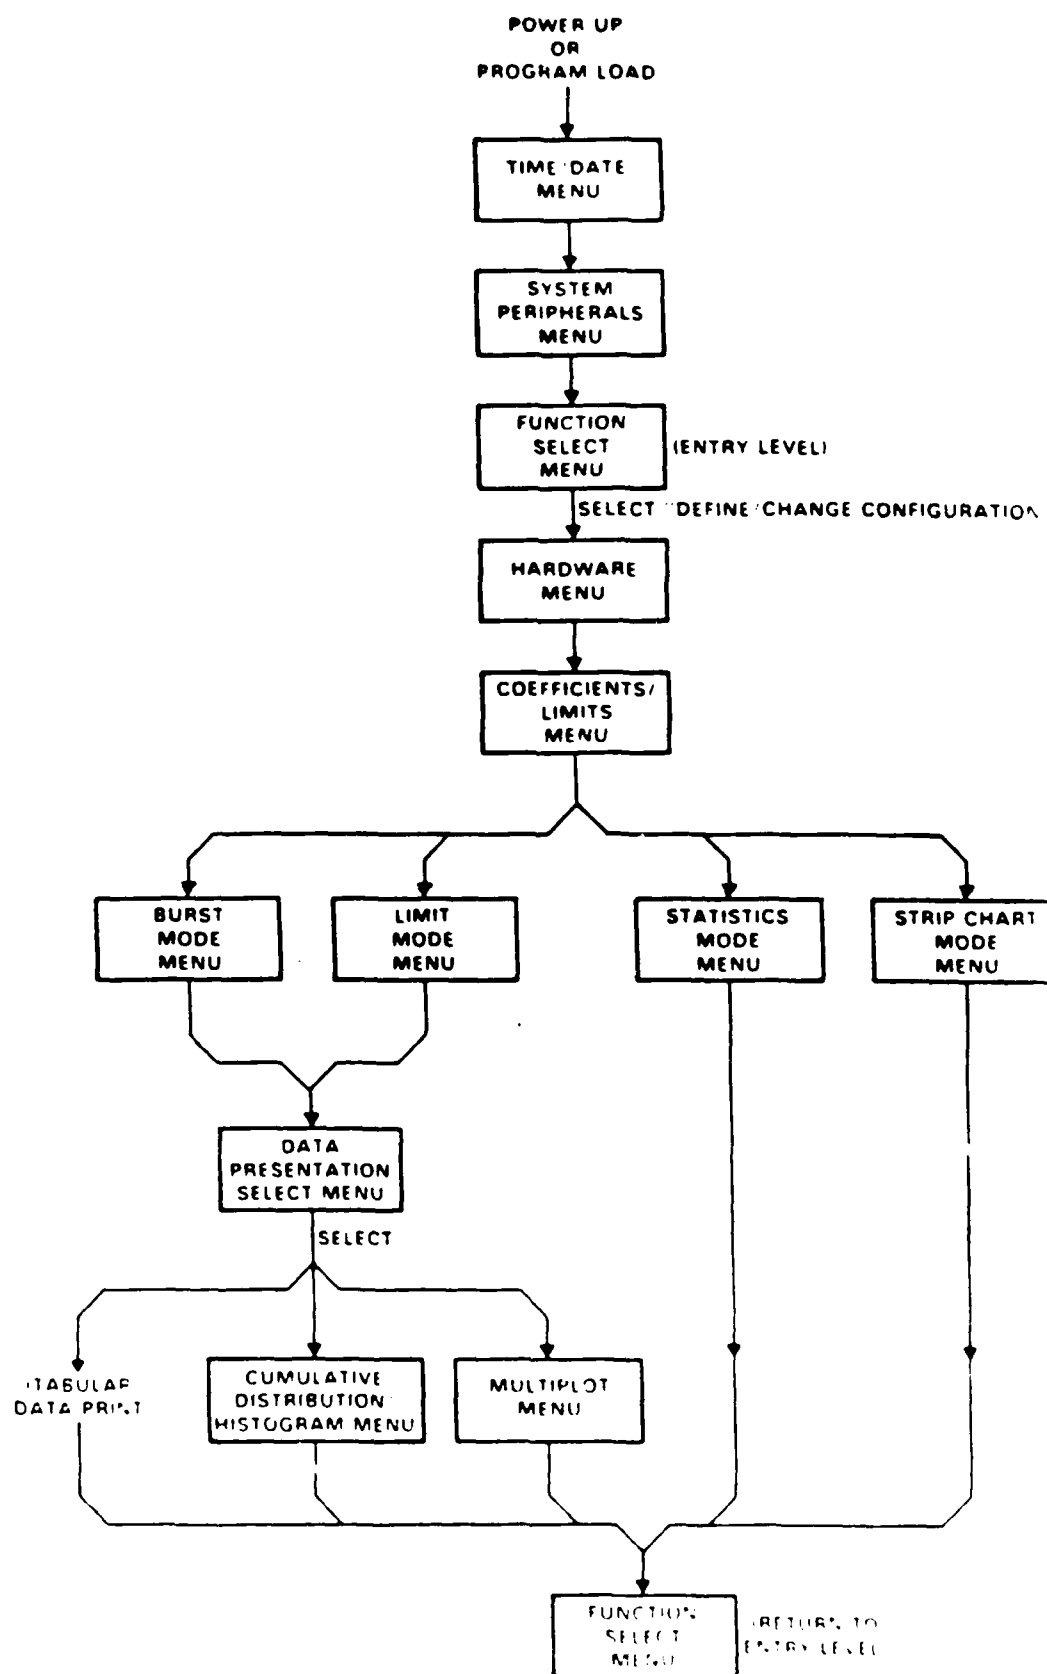 POWER UP
OR
PROGRAM LOAD
TIME/DATE
MENU
SYSTEM
PERIPHERALS
MENU
FUNCTION
SELECT
MENU
(ENTRY LEVEL)
SELECT "DEFINE/CHANGE CONFIGURATION
HARDWARE
MENU
COEFFICIENTS/
LIMITS
MENU
BURST
MODE
MENU
LIMIT
MODE
MENU
STATISTICS
MODE
MENU
STRIP CHART
MODE
MENU
DATA
PRESENTATION
SELECT MENU
SELECT
(TABULAR
DATA PRINT
CUMULATIVE
DISTRIBUTION
HISTOGRAM MENU
MULTIPLOT
MENU
FUNCTION
SELECT
MENU
(RETURN TO
ENTRY LEVEL